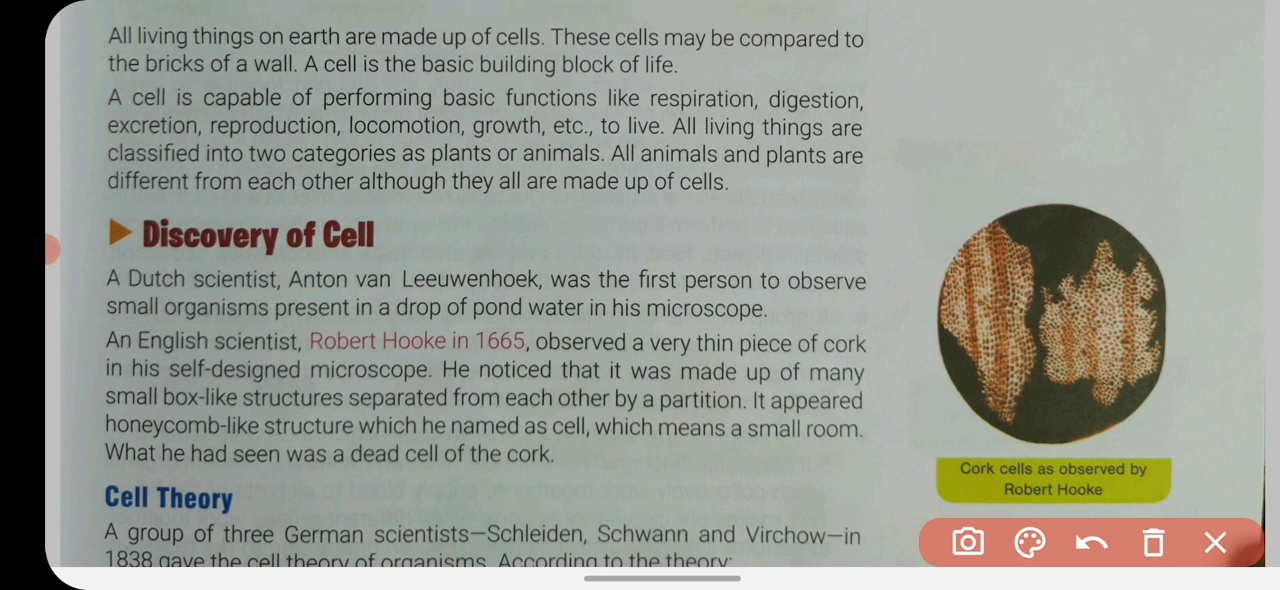 All living things on earth are made up of cells. These cells may be compared to
the bricks of a wall. A cell is the basic building block of life.
A cell is capable of performing basic functions like respiration, digestion,
excretion, reproduction, locomotion, growth, etc., to live. All living things are
classified into two categories as plants or animals. All animals and plants are
different from each other although they all are made up of cells.
Discovery of Cell
A Dutch scientist, Anton van Leeuwenhoek, was the first person to observe
small organisms present in a drop of pond water in his microscope.
An English scientist, Robert Hooke in 1665, observed a very thin piece of cork
in his self-designed microscope. He noticed that it was made up of many
small box-like structures separated from each other by a partition. It appeared
honeycomb-like structure which he named as cell, which means a small room.
What he had seen was a dead cell of the cork.
Cork cells as observed by
Robert Hooke
Cell Theory
A group of three German scientists—Schleiden, Schwann and Virchow—in
1838 gave the cell theory of organisms. According to the theory: